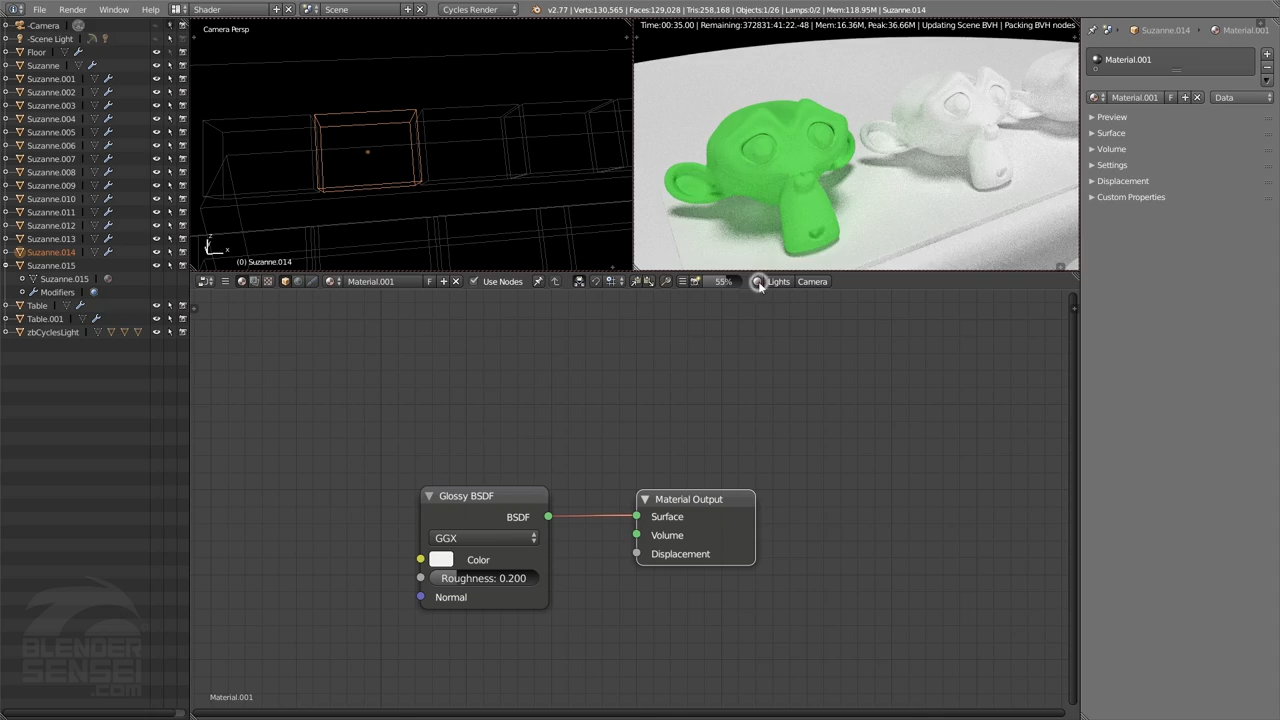 File Render Window Help Shader Scene Cycles Render v2.77 | Verts:130,565 | Faces:129,028 | Tris:258,168 | Objects:1/26 | Lamps:0/2 | Mem:118.95M | Suzanne.014
-Camera
-Scene Light
Floor
Suzanne
Suzanne.001
Suzanne.002
Suzanne.003
Suzanne.004
Suzanne.005
Suzanne.006
Suzanne.007
Suzanne.008
Suzanne.009
Suzanne.010
Suzanne.011
Suzanne.012
Suzanne.013
Suzanne.014
Suzanne.015
Suzanne.015
Modifiers
Table
Table.001
zbCyclesLight
Camera Persp
z
x
(0) Suzanne.014
Time:00:35.00 | Remaining:372831:41:22.-48 | Mem:16.36M, Peak:36.66M | Updating Scene BVH | Packing BVH nodes
Material.001 F Use Nodes 55% Lights Camera
Glossy BSDF
BSDF
GGX
Color
Roughness: 0.200
Normal
Material Output
Surface
Volume
Displacement
Material.001
Suzanne.014 Material.001
Material.001
Material.001 F Data
Preview
Surface
Volume
Settings
Displacement
Custom Properties
BLENDER
SENSEI
.COM